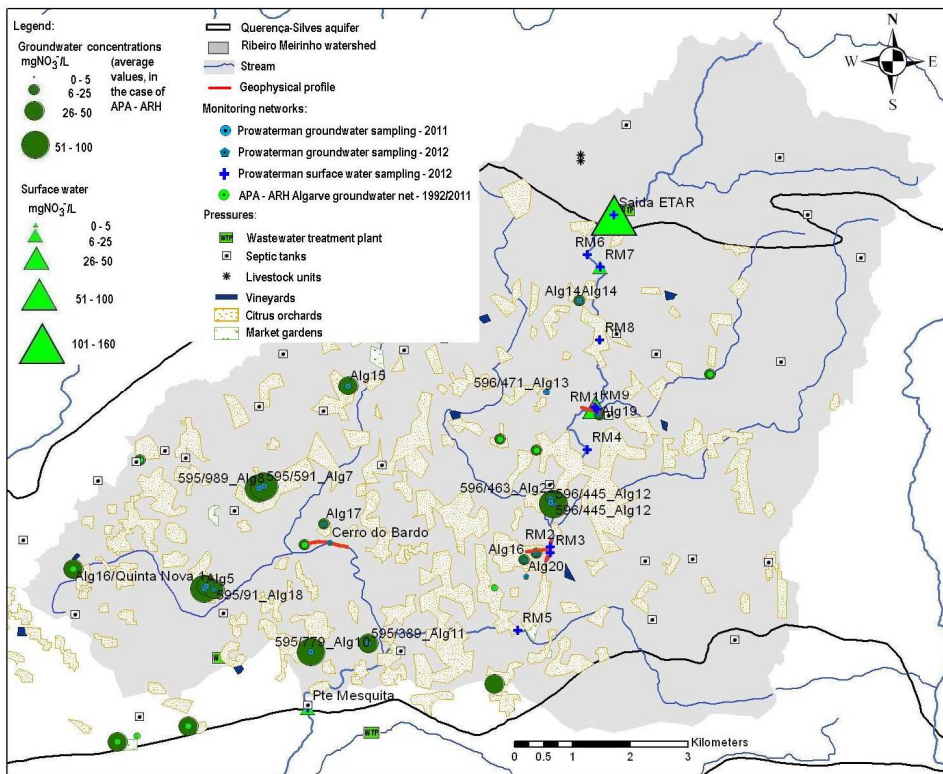 Legend:
Groundwater concentrations
mgNO3-/L
(average
values, in
the case of
APA - ARH
0 - 5
6 -25
26- 50
51 - 100
Surface water
mgNO3-/L
0 - 5
6 -25
26 - 50
51 - 100
101 - 160
Querença-Silves aquifer
Ribeiro Meirinho watershed
Stream
Geophysical profile
Monitoring networks:
Prowaterman groundwater sampling - 2011
Prowaterman groundwater sampling - 2012
Prowaterman surface water sampling - 2012
APA - ARH Algarve groundwater net - 1992/2011
Pressures:
WTP Wastewater treatment plant
Septic tanks
Livestock units
Vineyards
Citrus orchards
Market gardens
N
W E
S
Saida ETAR
RM6
RM7
Alg14Alg14
RM8
Alg15
596/471_Alg13
RM1 RM9
Alg19
RM4
595/989_Alg8 595/591_Alg7
596/445_Alg12
596/445_Alg12
Alg17
Cerro do Bardo
RM2
RM3
Alg16
Alg20
Alg16/Quinta Nova 1 Alg5
595/91_Alg18
RM5
595/389_Alg11
595/779_Alg10
Pte Mesquita
WTP
Kilometers
0 0.5 1 2 3